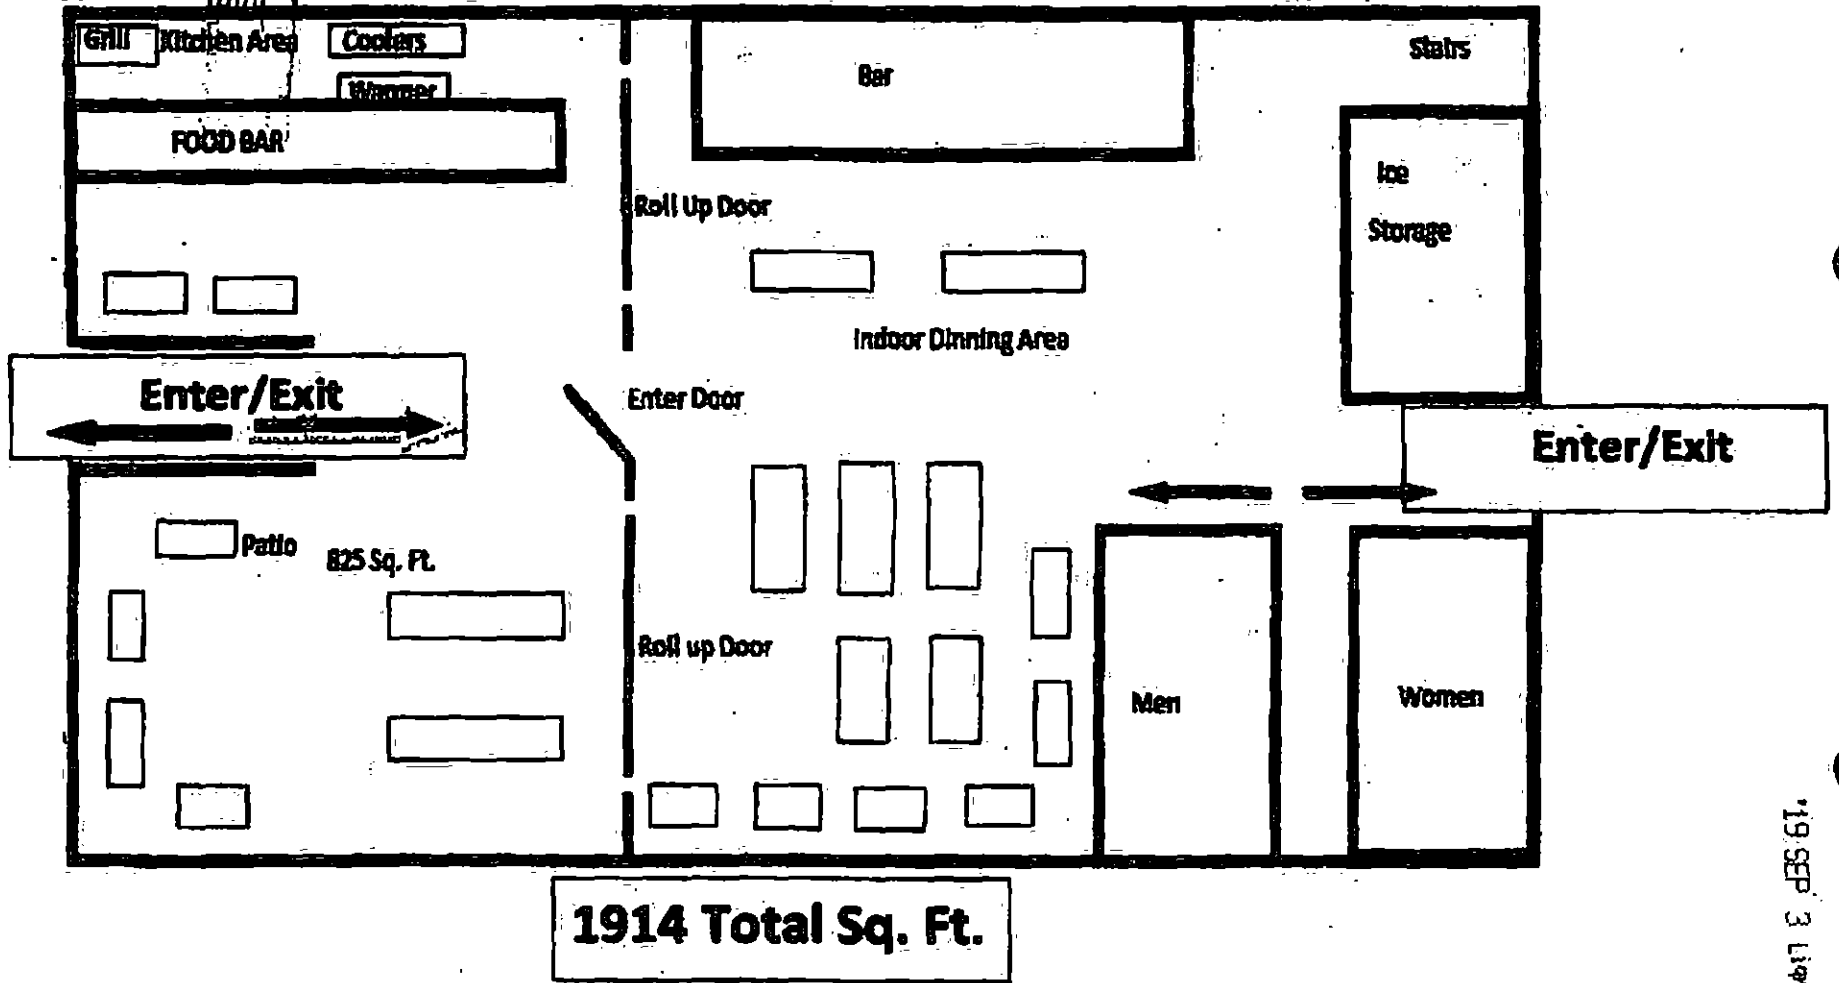 Grill
Kitchen Area
Coolers
Warmer
FOOD BAR
Bar
Stairs
Ice
Storage
Roll Up Door
Indoor Dinning Area
Enter/Exit
Enter Door
Enter/Exit
Patio
825 Sq. Ft.
Roll up Door
Men
Women
1914 Total Sq. Ft.
'19 SEP 3